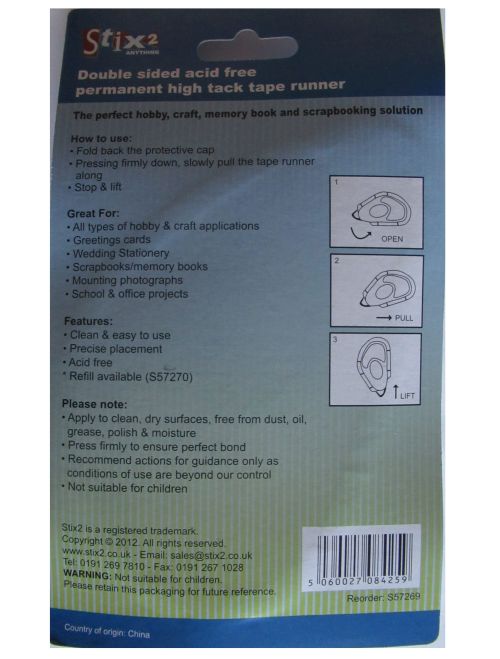 Stix2
ANYTHING
Double sided acid free
permanent high tack tape runner
The perfect hobby, craft, memory book and scrapbooking solution
How to use:
• Fold back the protective cap
• Pressing firmly down, slowly pull the tape runner
along
• Stop & lift
1
OPEN
2
PULL
3
LIFT
Great For:
• All types of hobby & craft applications
• Greetings cards
• Wedding Stationery
• Scrapbooks/memory books
• Mounting photographs
• School & office projects
Features:
• Clean & easy to use
• Precise placement
• Acid free
* Refill available (S57270)
Please note:
• Apply to clean, dry surfaces, free from dust, oil,
grease, polish & moisture
• Press firmly to ensure perfect bond
• Recommend actions for guidance only as
conditions of use are beyond our control
• Not suitable for children
Stix2 is a registered trademark.
Copyright © 2012. All rights reserved.
www.stix2.co.uk - Email: sales@stix2.co.uk
Tel: 0191 269 7810 - Fax: 0191 267 1028
WARNING: Not suitable for children.
Please retain this packaging for future reference.
5 060027 084259
Reorder: S57269
Country of origin: China